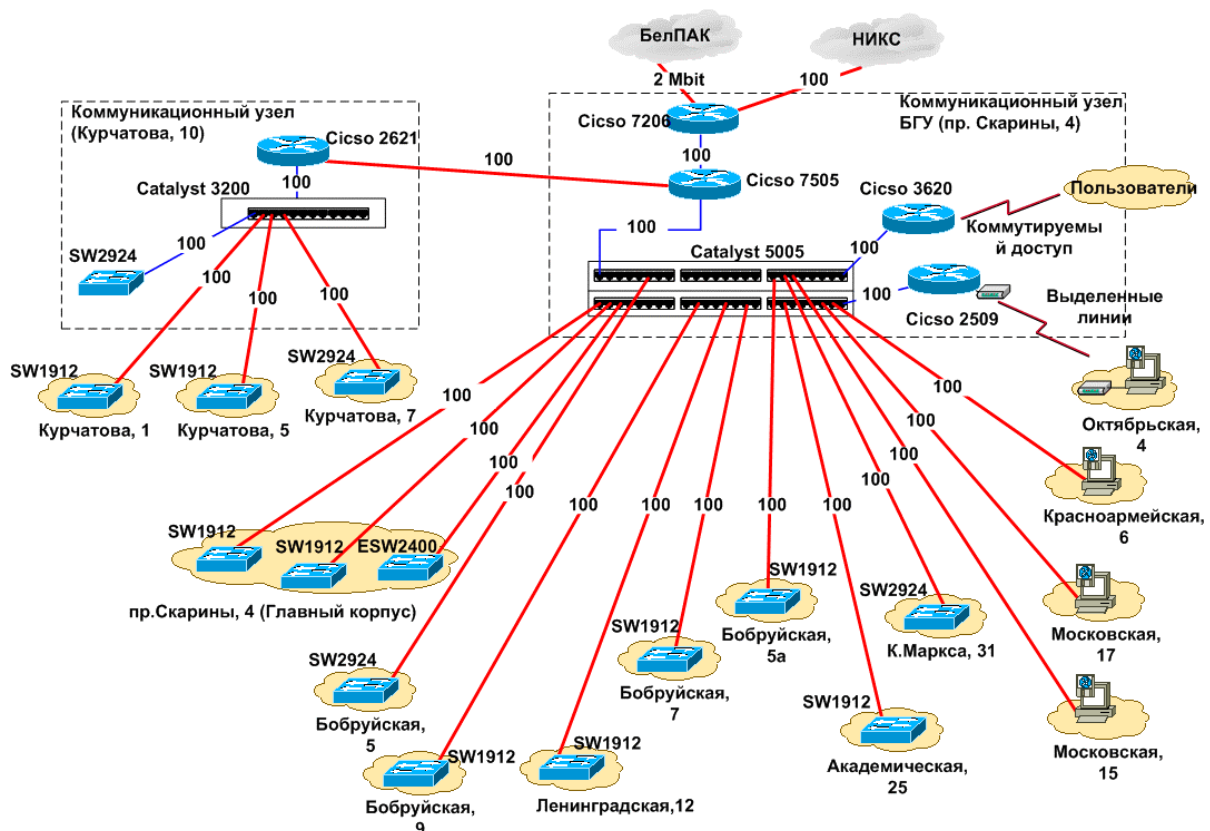 БелПАК
НИКС
2 Mbit
100
Коммуникационный узел
(Курчатова, 10)
Коммуникационный узел
БГУ (пр. Скарины, 4)
Cicso 7206
Cicso 2621
100
100
Cicso 7505
Catalyst 3200
100
Cicso 3620
Пользователи
100
Коммутируемы
й доступ
SW2924
100
Catalyst 5005
100
100
Cicso 2509
Выделенные
линии
100
100
100
SW1912
SW1912
SW2924
Курчатова, 1
Курчатова, 5
Курчатова, 7
Октябрьская,
4
100
100
100
100
100
100
100
100
100
100
100
100
100
Красноармейская,
6
SW1912
SW1912
ESW2400
пр.Скарины, 4 (Главный корпус)
SW1912
Бобруйская,
5а
SW2924
К.Маркса, 31
Московская,
17
SW2924
Бобруйская,
5
SW1912
Бобруйская,
7
SW1912
Академическая,
25
Московская,
15
SW1912
Бобруйская,
9
SW1912
Ленинградская,12